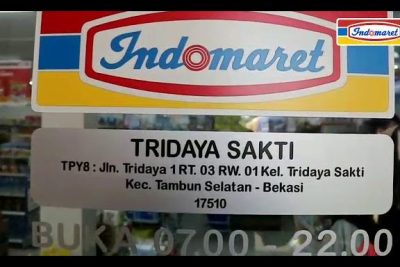 Indomaret
Indomaret
TRIDAYA SAKTI
TPY8 : Jln. Tridaya 1 RT. 03 RW. 01 Kel. Tridaya Sakti
Kec. Tambun Selatan - Bekasi
17510
BUKA 07.00 - 22.00